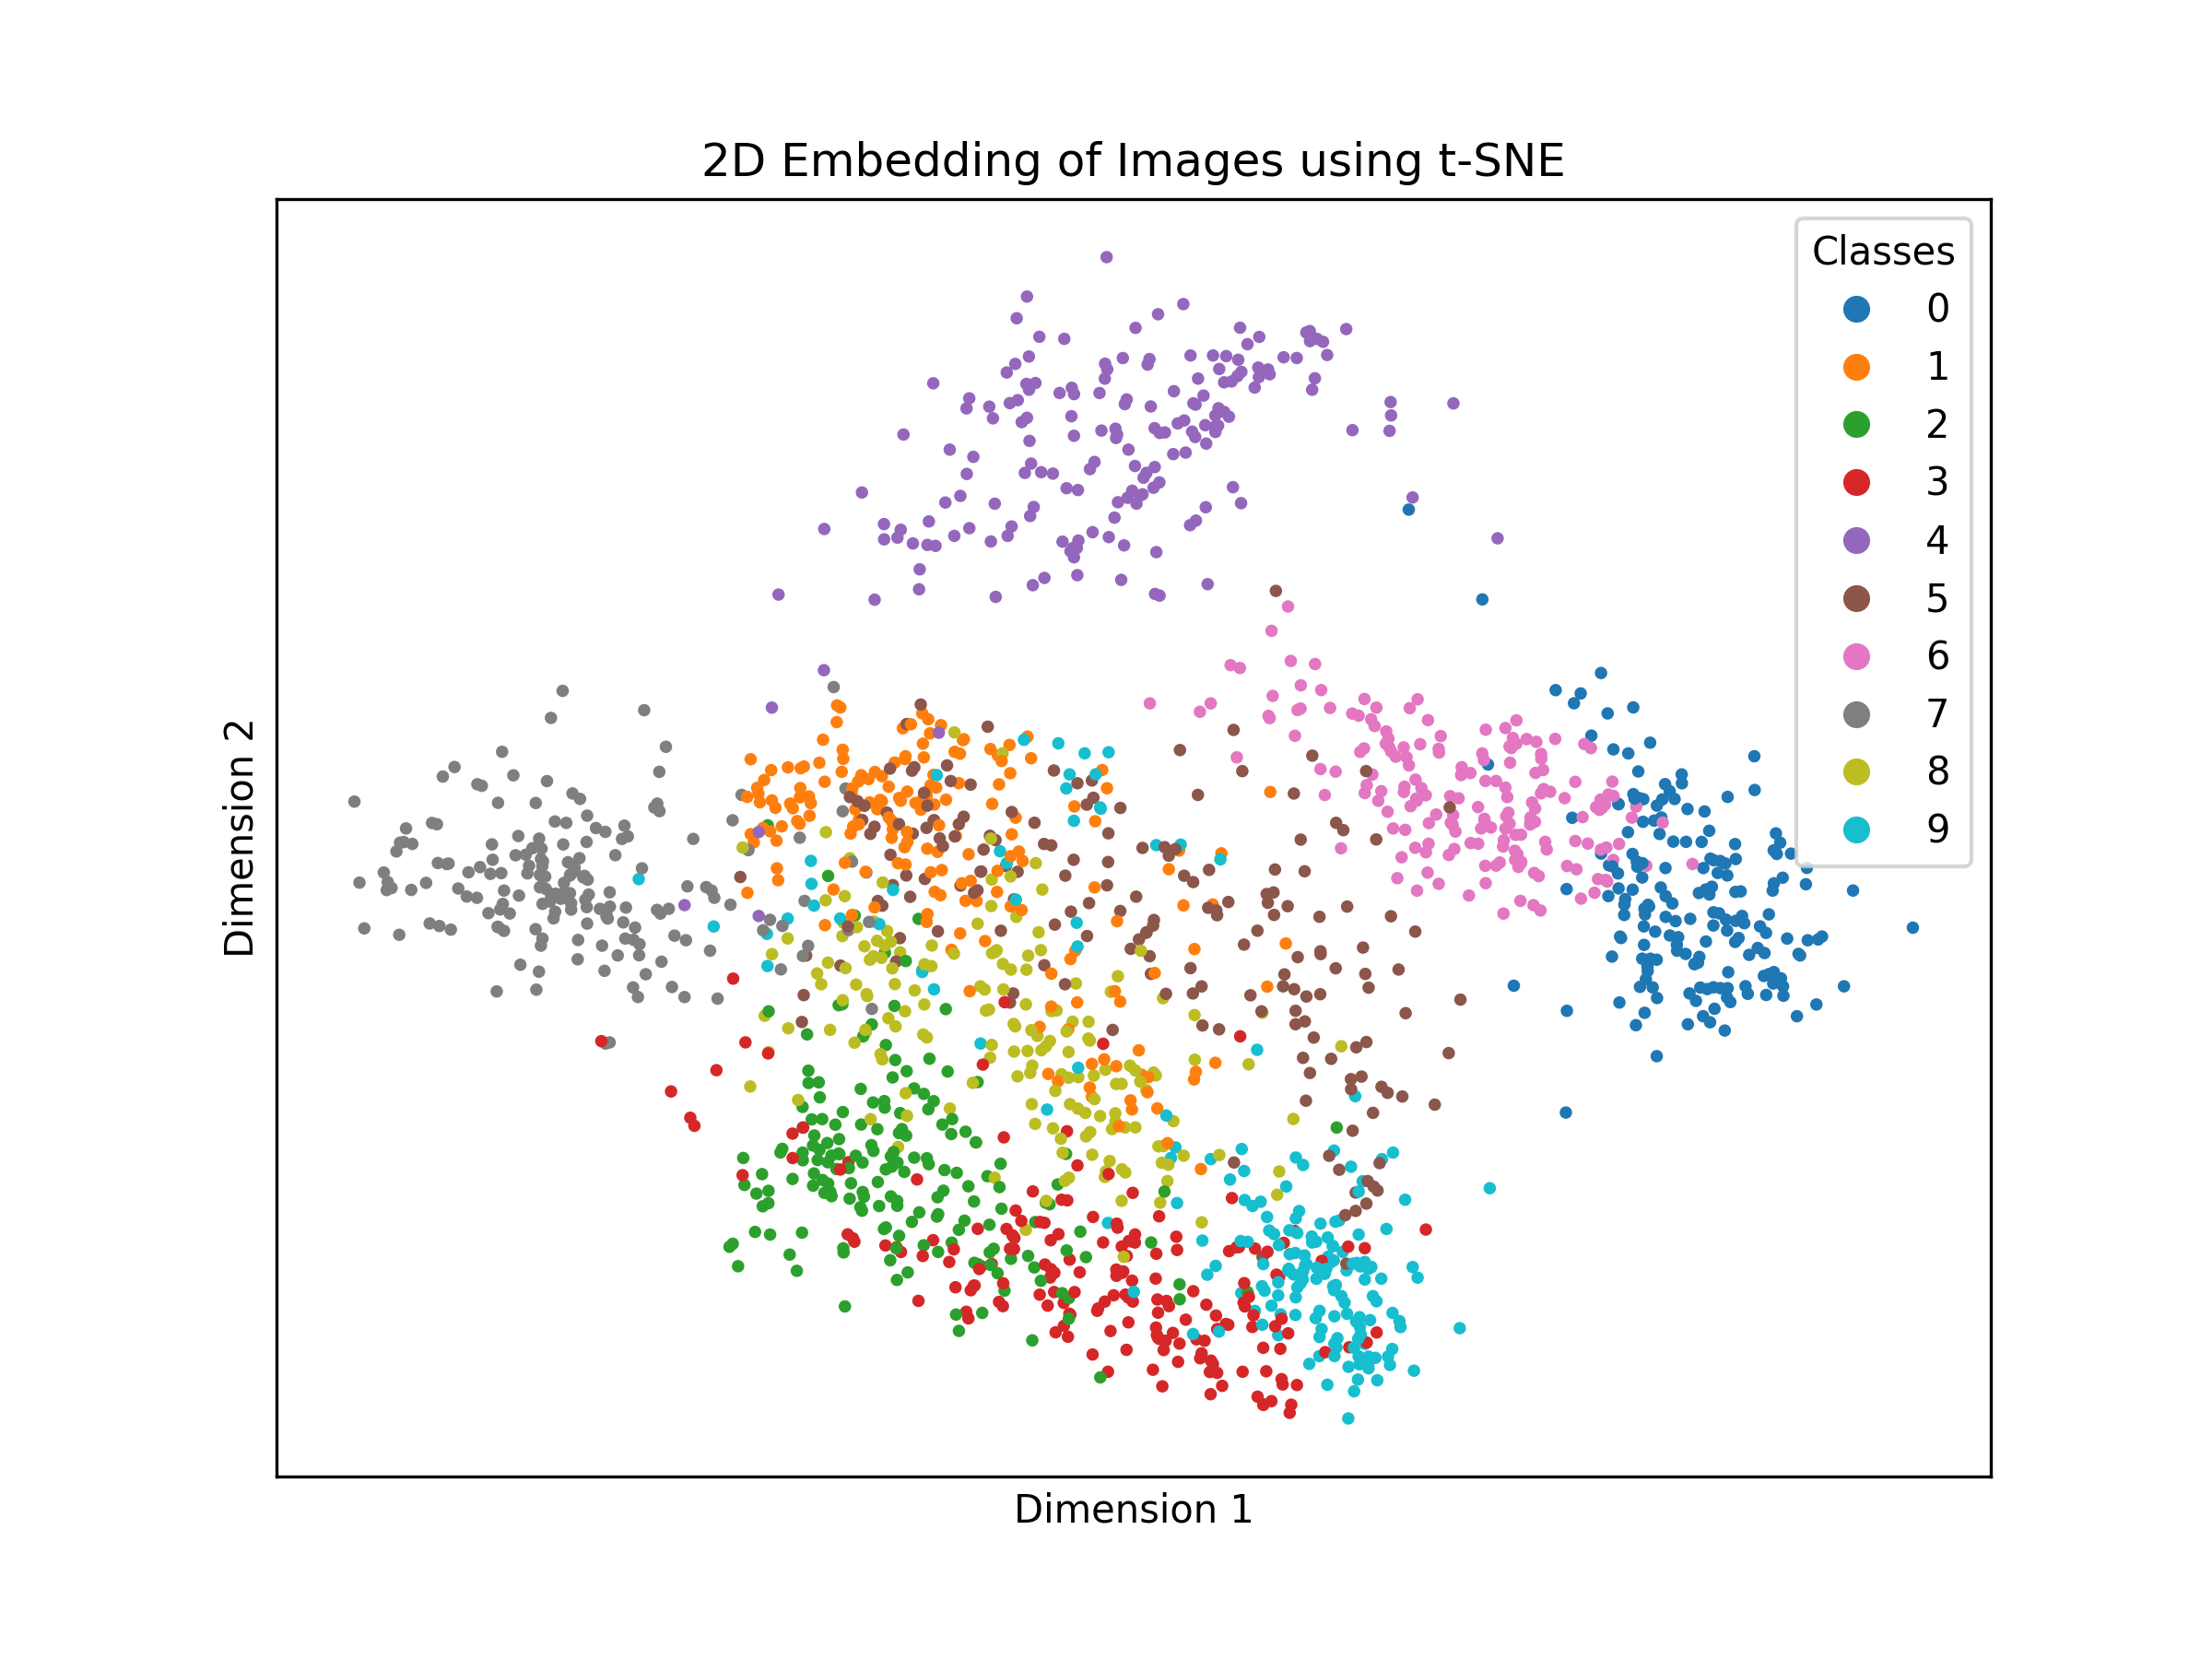 2D Embedding of Images using t-SNE
Classes
0
1
2
3
4
5
6
7
8
9
Dimension 2
Dimension 1